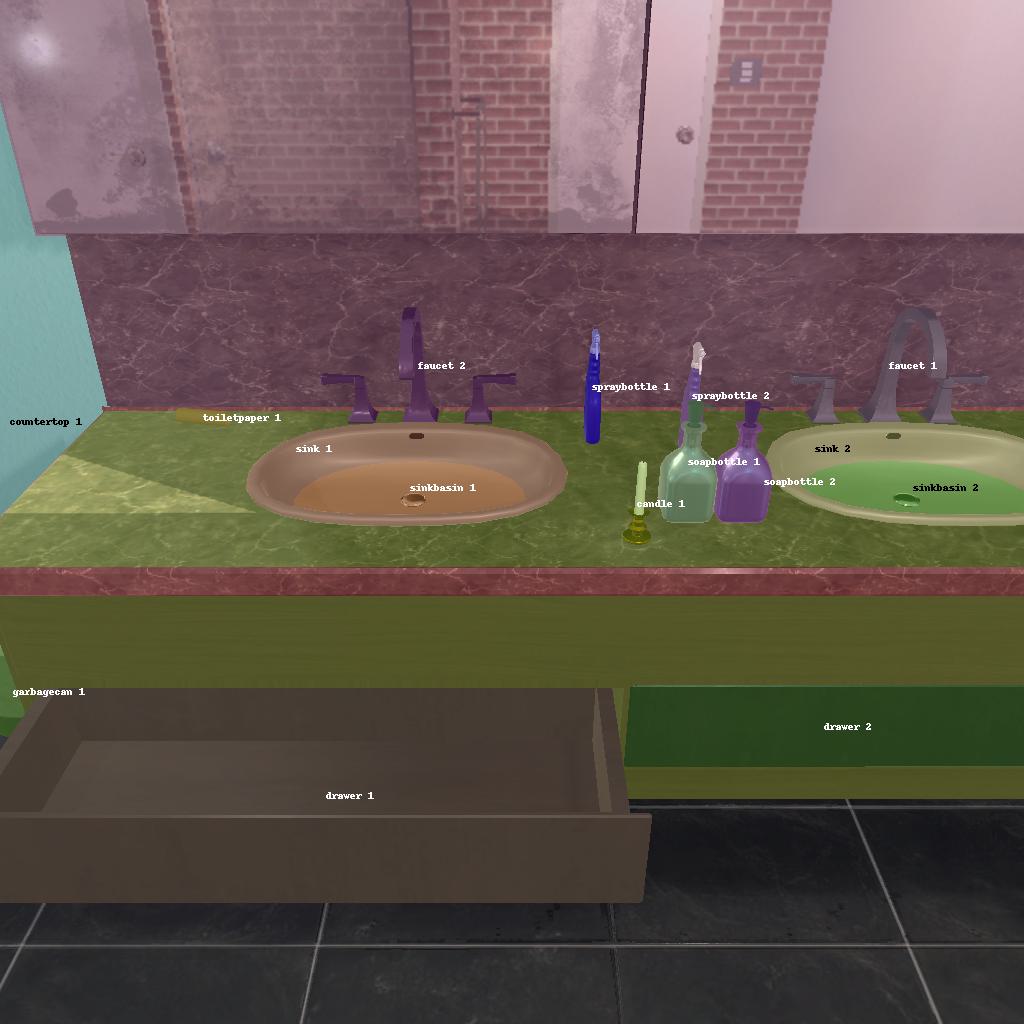 faucet 2
faucet 1
spraybottle 1
spraybottle 2
toiletpaper 1
countertop 1
sink 1
sink 2
soapbottle 1
soapbottle 2
sinkbasin 1
sinkbasin 2
candle 1
garbagecan 1
drawer 2
drawer 1